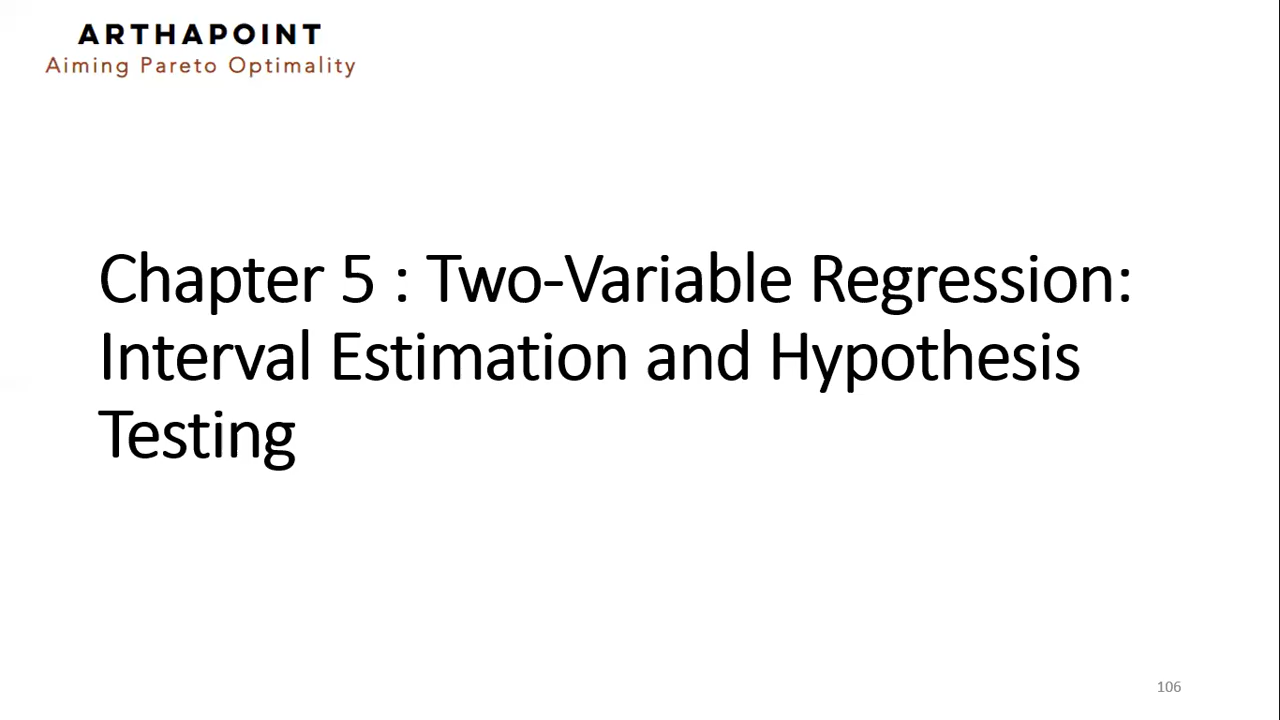 ARTHAPOINT
Aiming Pareto Optimality
Chapter 5 : Two-Variable Regression:
Interval Estimation and Hypothesis
Testing
106